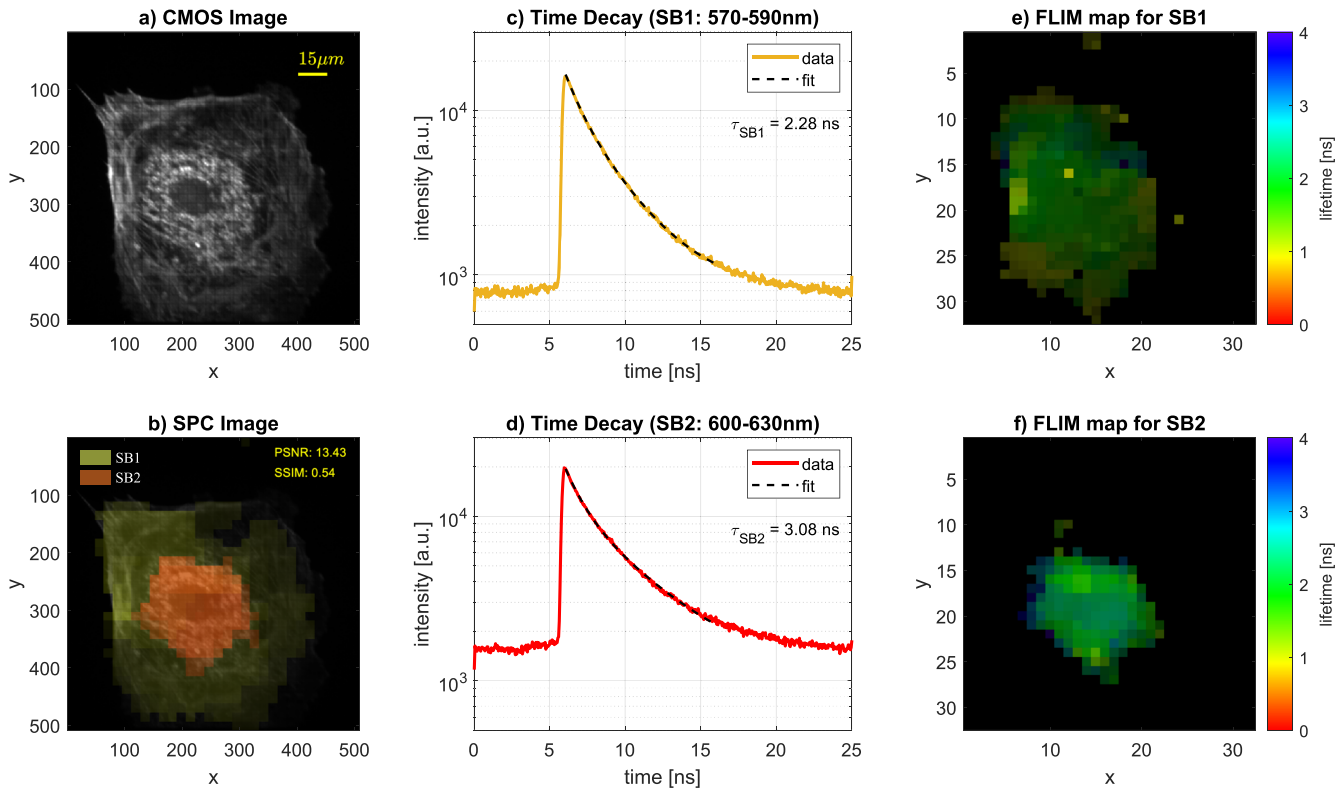 a) CMOS Image
15μm
100
200
300
400
500
y
100 200 300 400 500
x
c) Time Decay (SB1: 570-590nm)
data
fit
τSB1 = 2.28 ns
10^4
10^3
intensity [a.u.]
0 5 10 15 20 25
time [ns]
e) FLIM map for SB1
5
10
15
20
25
30
y
10 20 30
x
4
3
2
1
0
lifetime [ns]
b) SPC Image
SB1
SB2
PSNR: 13.43
SSIM: 0.54
100
200
300
400
500
y
100 200 300 400 500
x
d) Time Decay (SB2: 600-630nm)
data
fit
τSB2 = 3.08 ns
10^4
10^3
intensity [a.u.]
0 5 10 15 20 25
time [ns]
f) FLIM map for SB2
5
10
15
20
25
30
y
10 20 30
x
4
3
2
1
0
lifetime [ns]